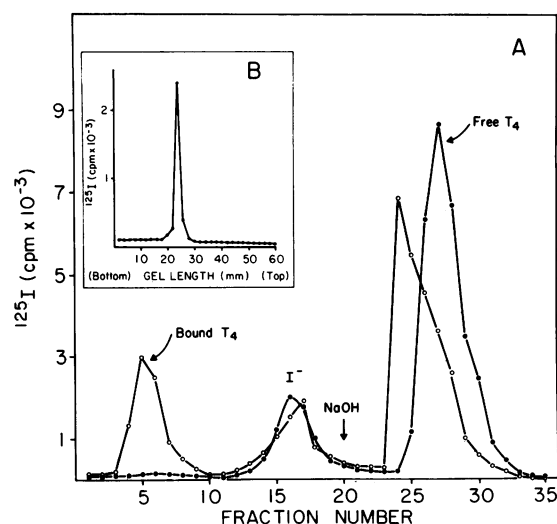 A
B
¹²⁵I (cpm x 10⁻³)
2
1
10 20 30 40 50 60
(Bottom) GEL LENGTH (mm) (Top)
9
7
5
3
1
¹²⁵I (cpm x 10⁻³)
Free T₄
Bound T₄
I⁻
NaOH
5 10 15 20 25 30 35
FRACTION NUMBER